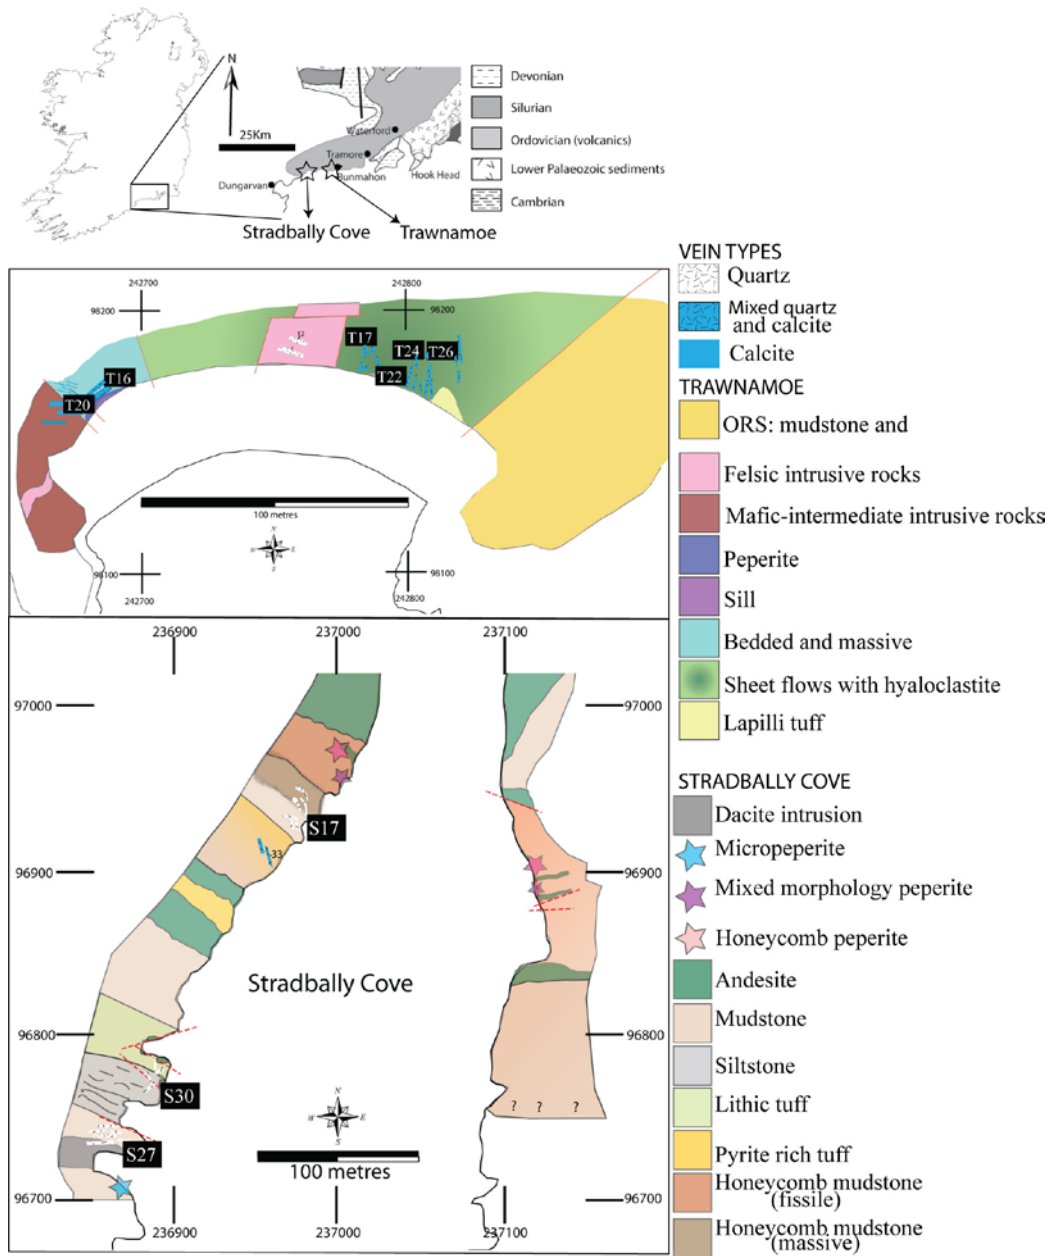 N
25Km
Waterford
Tramore
Bunmahon
Dungarvan
Hook Head
Stradbally Cove
Trawnamoe
Devonian
Silurian
Ordovician (volcanics)
Lower Palaeozoic sediments
Cambrian
VEIN TYPES
Quartz
Mixed quartz
and calcite
Calcite
TRAWNAMOE
ORS: mudstone and
Felsic intrusive rocks
Mafic-intermediate intrusive rocks
Peperite
Sill
Bedded and massive
Sheet flows with hyaloclastite
Lapilli tuff
242700
242800
98200
98200
12
T17
T24
T26
T22
T16
T20
100 metres
N
W
E
S
98100
98100
242700
242800
236900
237000
237100
97000
97000
S17
33
96900
96900
Stradbally Cove
96800
96800
S30
N
W
E
S
? ? ?
S27
100 metres
96700
96700
236900
237000
237100
STRADBALLY COVE
Dacite intrusion
Micropeperite
Mixed morphology peperite
Honeycomb peperite
Andesite
Mudstone
Siltstone
Lithic tuff
Pyrite rich tuff
Honeycomb mudstone
(fissile)
Honeycomb mudstone
(massive)